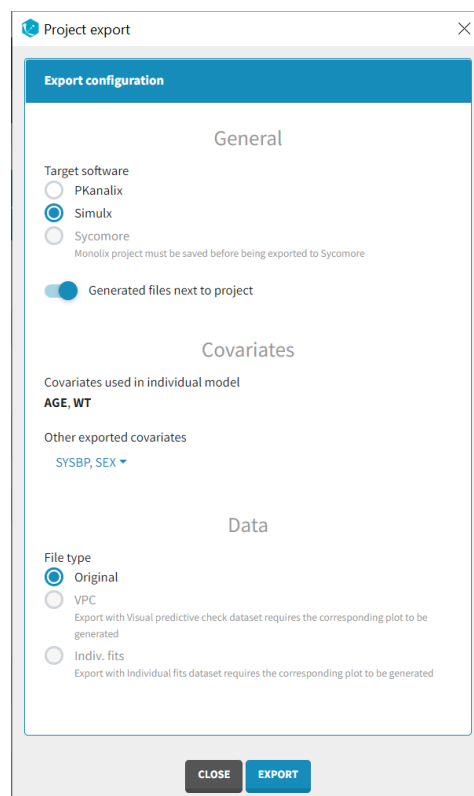 Project export
Export configuration
General
Target software
PKanalix
Simulx
Sycomore
Monolix project must be saved before being exported to Sycomore
Generated files next to project
Covariates
Covariates used in individual model
AGE, WT
Other exported covariates
SYSBP, SEX
Data
File type
Original
VPC
Export with Visual predictive check dataset requires the corresponding plot to be
generated
Indiv. fits
Export with Individual fits dataset requires the corresponding plot to be generated
CLOSE EXPORT